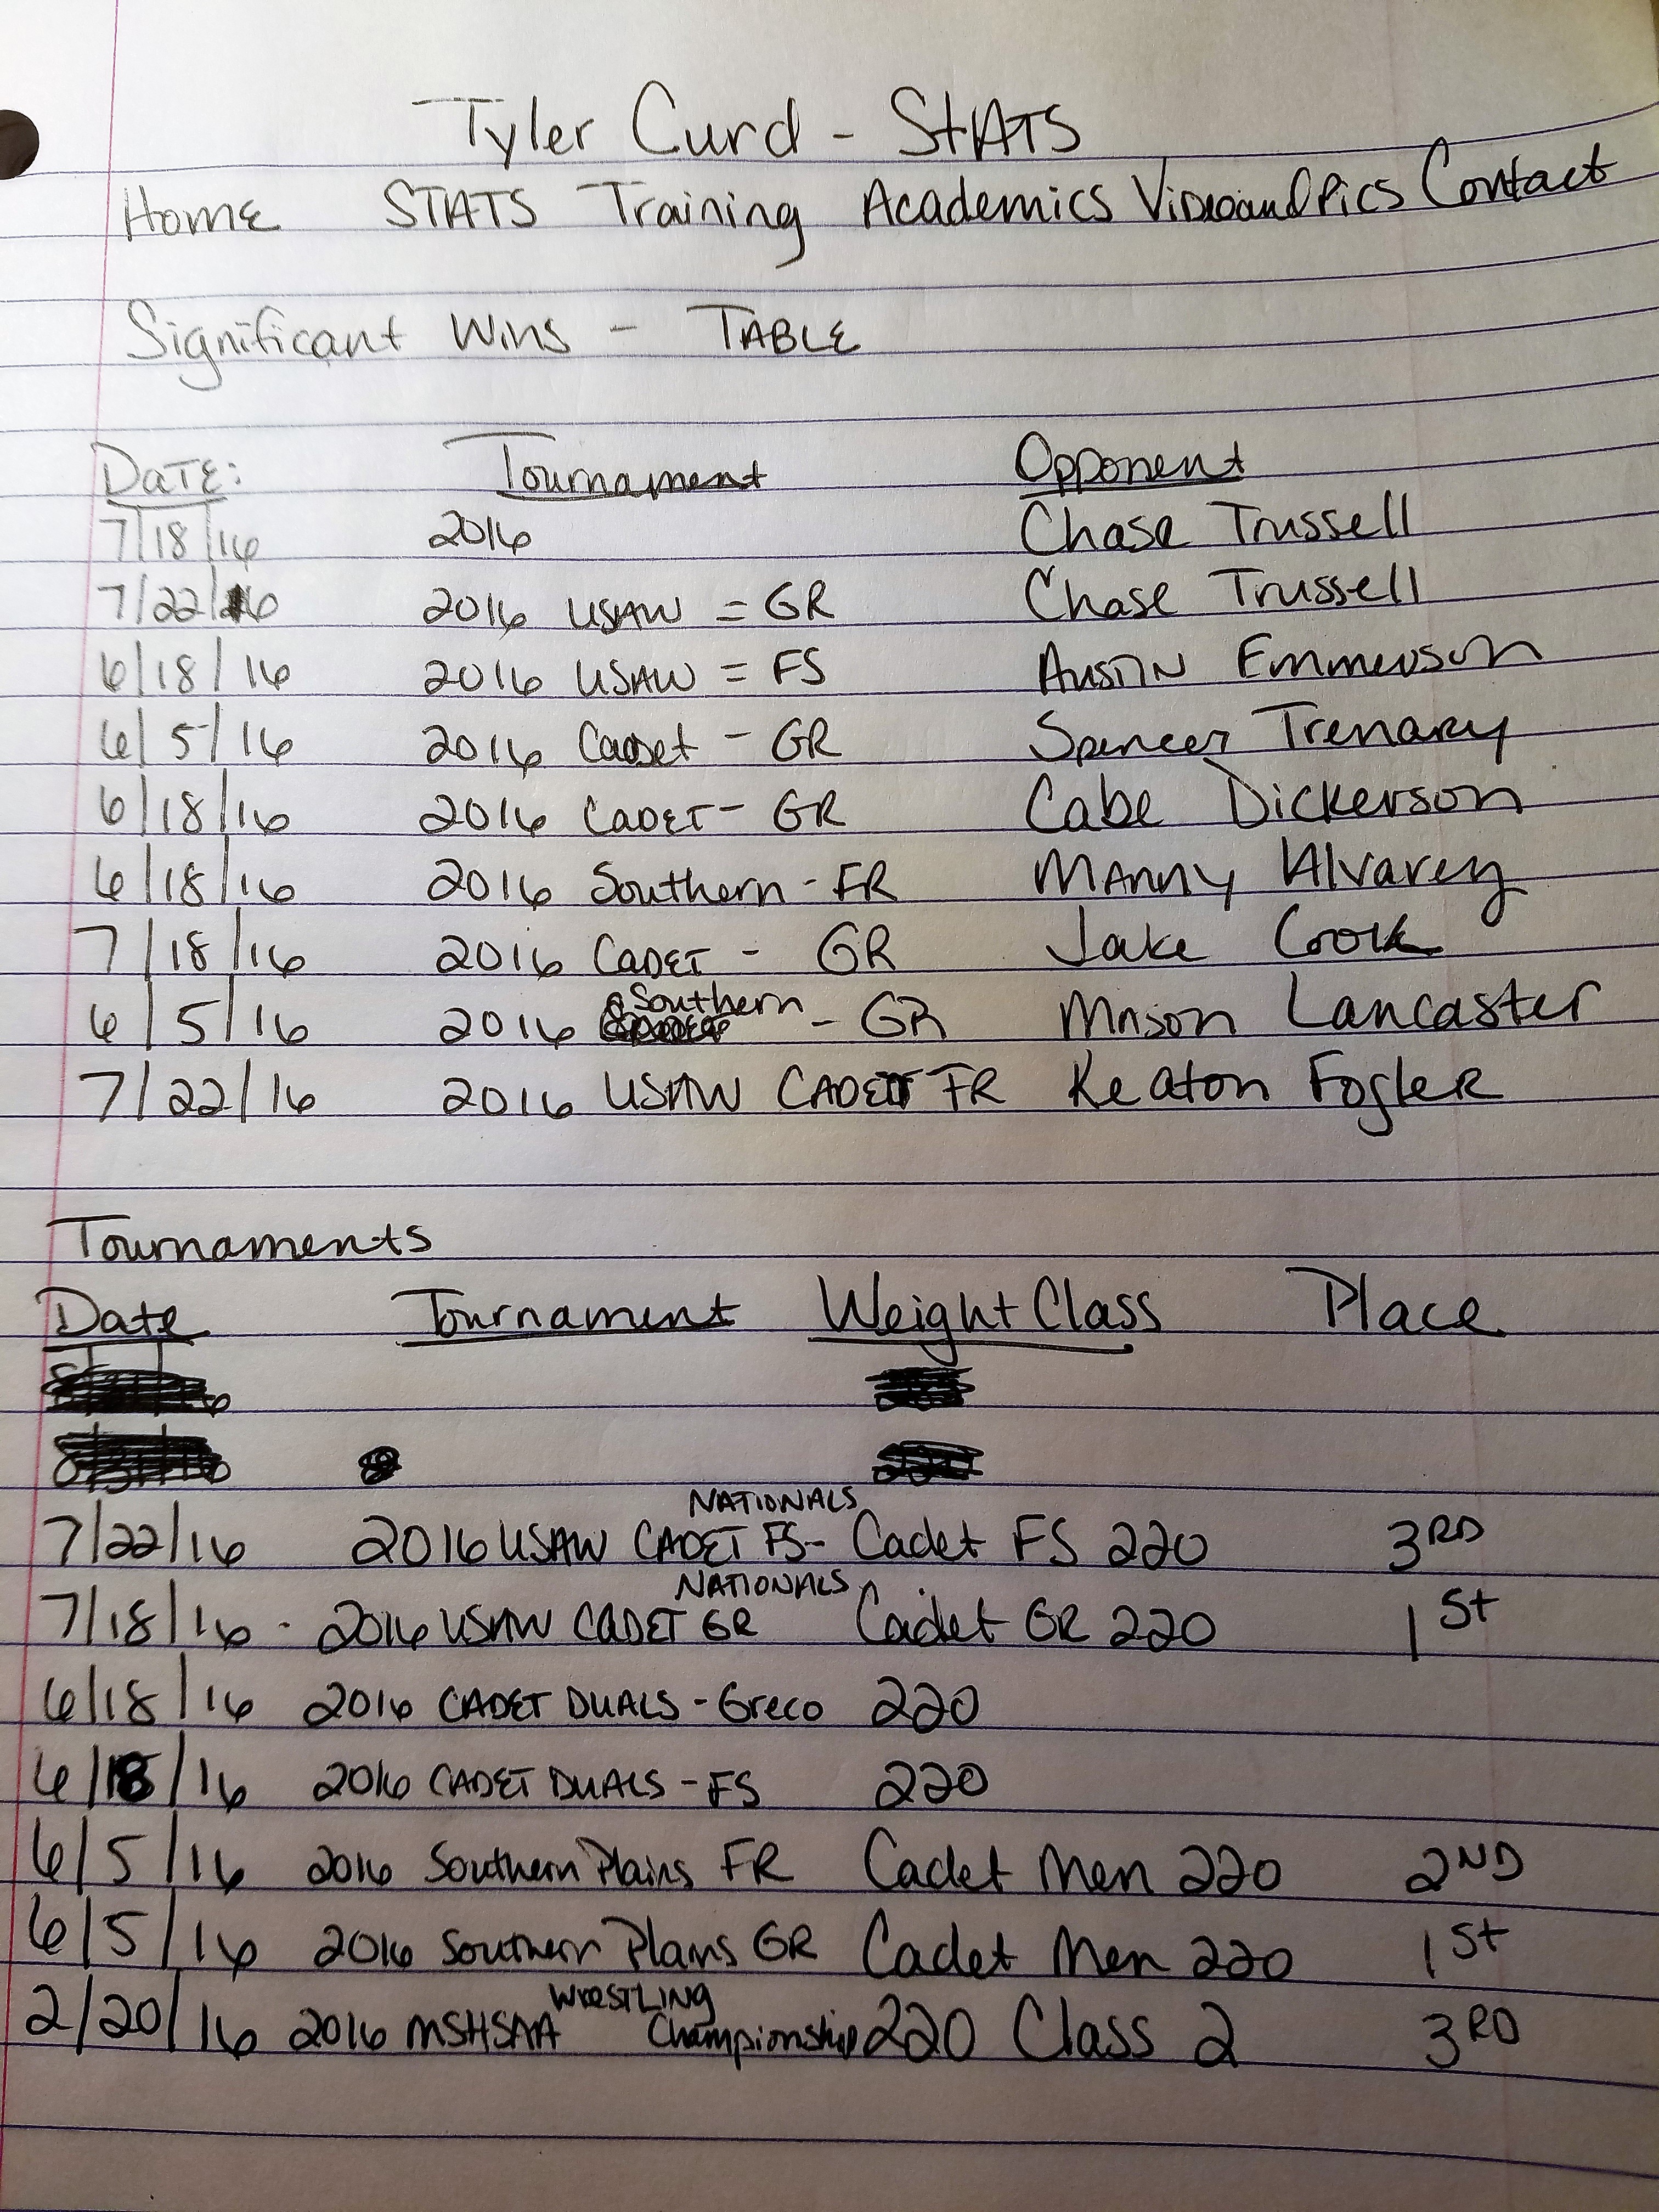 Tyler Curd - StATS
Home STATS Training Academics VideoandPics Contact
Significant Wins - TABLE
DATE: Tournament Opponent
7/18/16 2016 Chase Trussell
7/22/16 2016 USAW = GR Chase Trussell
6/18/16 2016 USAW = FS AUSTIN Emmerson
6/5/16 2016 Cadet - GR Spencer Trenary
6/18/16 2016 CADET - GR Cabe Dickerson
6/18/16 2016 Southern - FR MANNY Alvarez
7/18/16 2016 CADET - GR Jake Cook
6/5/16 2016 Southern - GR Mason Lancaster
7/22/16 2016 USAW CADET FR Keaton Fogler
Tournaments
Date Tournament Weight Class Place
NATIONALS
7/22/16 2016 USAW CADET FS- Cadet FS 220 3RD
NATIONALS
7/18/16 - 2016 USAW CADET GR Cadet GR 220 1st
6/18/16 2016 CADET DUALS - Greco 220
6/18/16 2016 CADET DUALS - FS 220
6/5/16 2016 Southern Plains FR Cadet Men 220 2ND
6/5/16 2016 Southern Plains GR Cadet Men 220 1st
WRESTLING
2/20/16 2016 MSHSAA Championship 220 Class 2 3RD